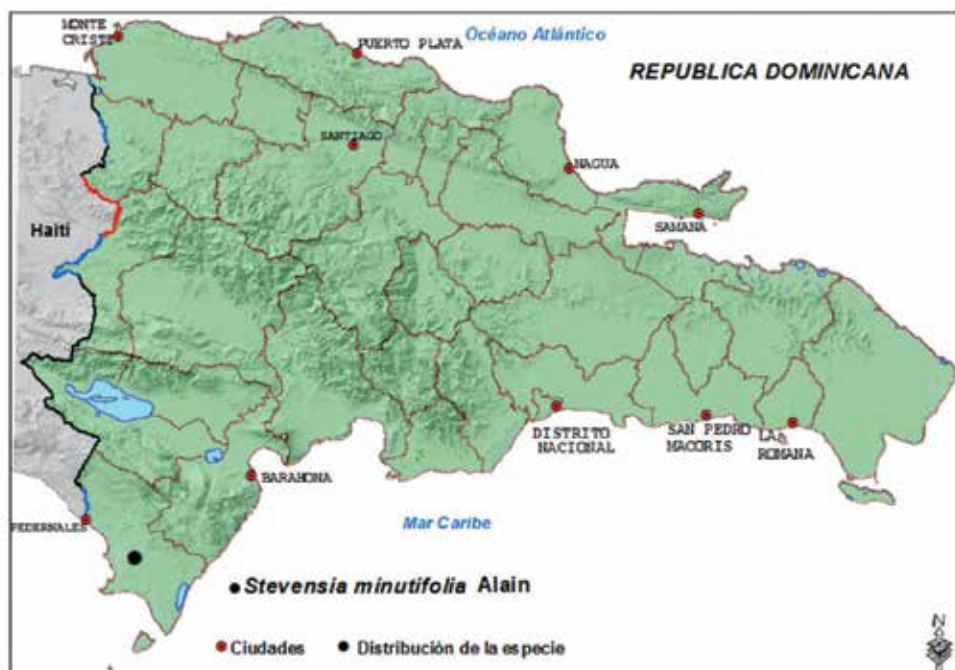 MONTE
CRISTI
PUERTO PLATA
Océano Atlántico
REPUBLICA DOMINICANA
SANTIAGO
NAGUA
Haití
SAMANA
DISTRITO
NACIONAL
SAN PEDRO
MACORIS
LA
ROMANA
BARAHONA
PEDERNALES
Mar Caribe
Stevensia minutifolia Alain
Ciudades
Distribución de la especie
N